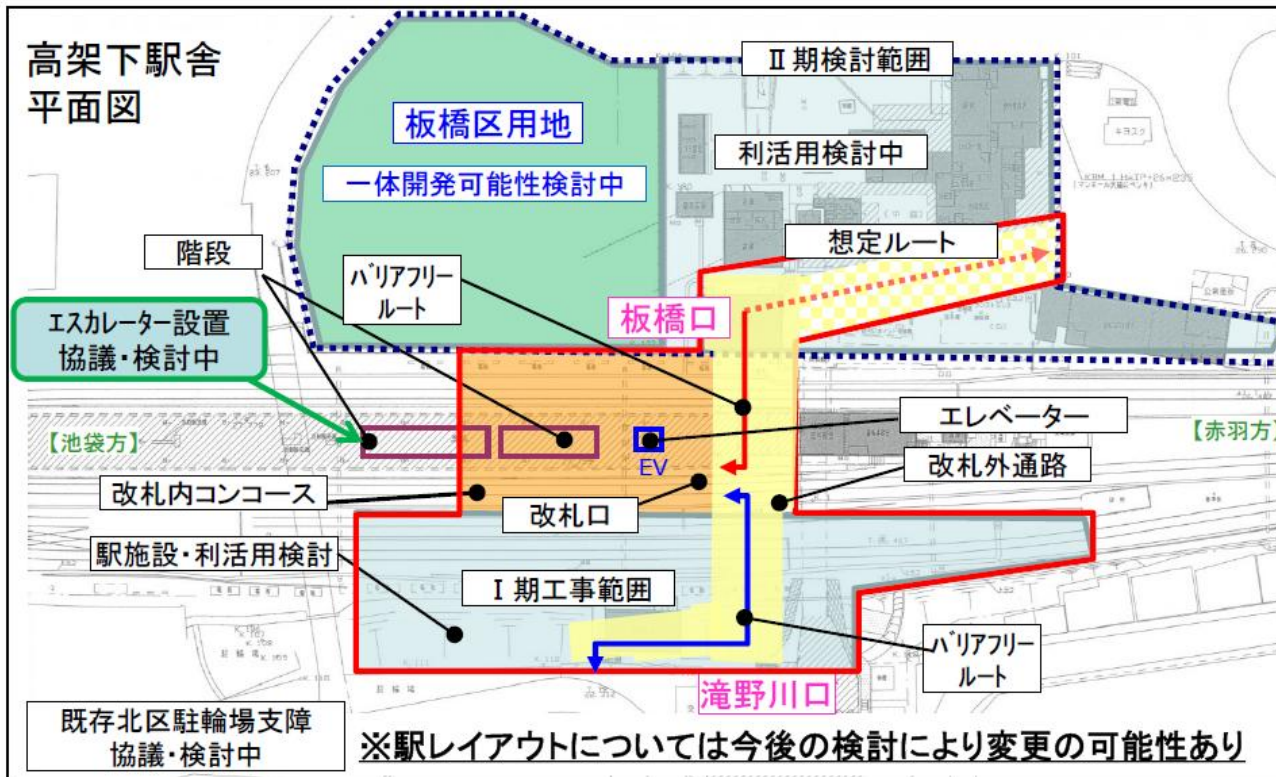 高架下駅舎
平面図
Ⅱ期検討範囲
板橋区用地
一体開発可能性検討中
利活用検討中
キヨスク
想定ルート
階段
バリアフリー
ルート
板橋口
エスカレーター設置
協議・検討中
エレベーター
【池袋方】
【赤羽方】
EV
改札外通路
改札内コンコース
改札口
駅施設・利活用検討
Ⅰ期工事範囲
バリアフリー
ルート
滝野川口
既存北区駐輪場支障
協議・検討中
※駅レイアウトについては今後の検討により変更の可能性あり